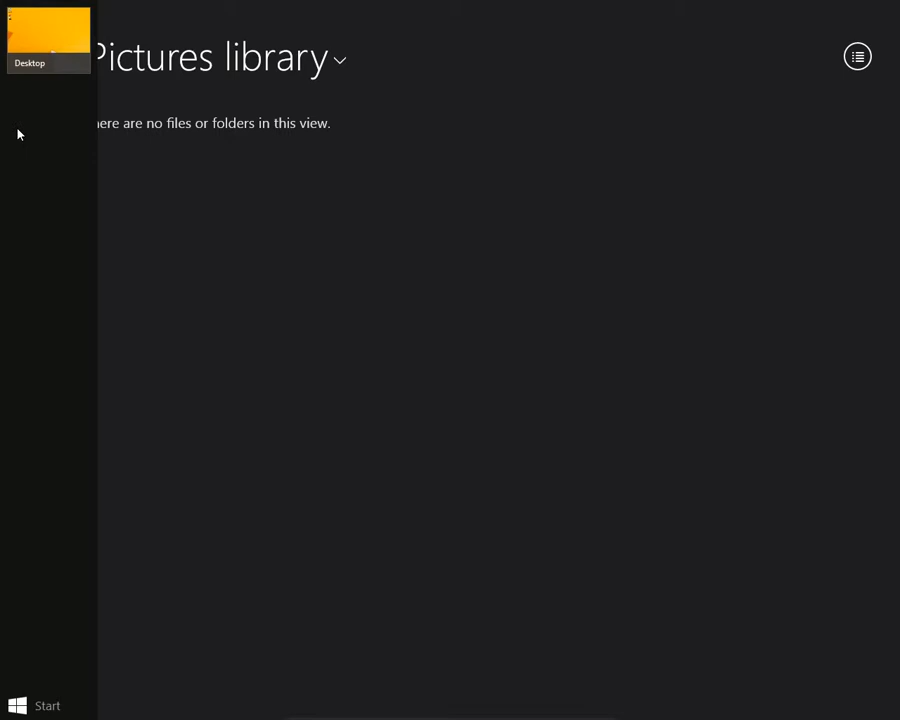 Desktop
Pictures library
here are no files or folders in this view.
Start